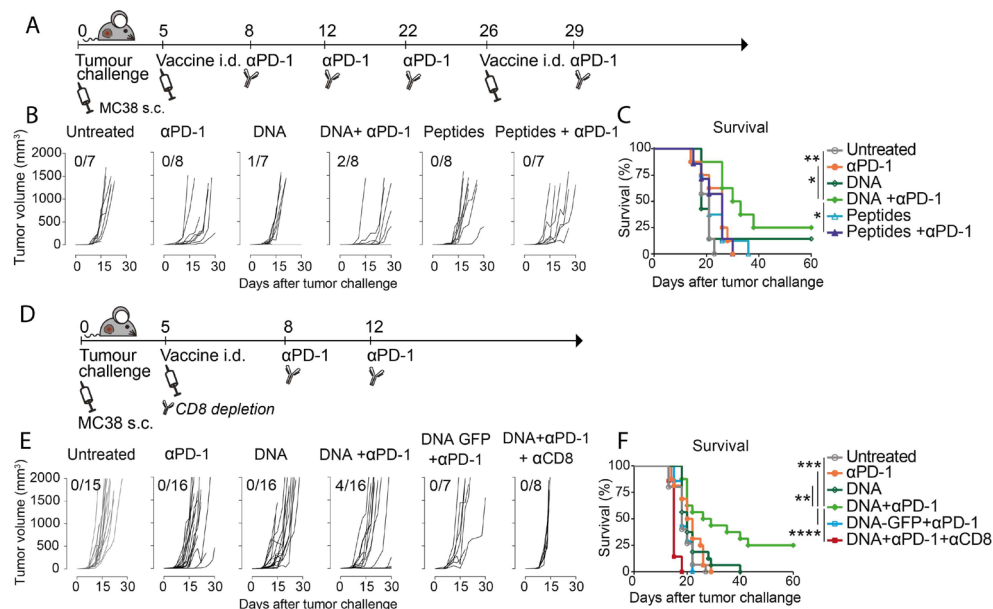 A
0 5 8 12 22 26 29
Tumour challenge
Vaccine i.d. αPD-1 αPD-1 αPD-1 Vaccine i.d. αPD-1
MC38 s.c.
B
Untreated αPD-1 DNA DNA+ αPD-1 Peptides Peptides + αPD-1
Tumor volume (mm³)
2000
1500
1000
500
0
0/7 0/8 1/7 2/8 0/8 0/7
0 15 30 0 15 30 0 15 30 0 15 30 0 15 30 0 15 30
Days after tumor challenge
C
Survival
Survival (%)
100
75
50
25
0
0 20 40 60
Days after tumor challange
** * *
Untreated
αPD-1
DNA
DNA +αPD-1
Peptides
Peptides +αPD-1
D
0 5 8 12
Tumour challenge
Vaccine i.d. αPD-1 αPD-1
CD8 depletion
MC38 s.c.
E
Untreated αPD-1 DNA DNA +αPD-1 DNA GFP +αPD-1 DNA+αPD-1 + αCD8
Tumor volume (mm³)
2000
1500
1000
500
0
0/15 0/16 0/16 4/16 0/7 0/8
0 15 30 0 15 30 0 15 30 0 15 30 0 15 30 0 15 30
Days after tumor challenge
F
Survival
Survival (%)
100
75
50
25
0
0 20 40 60
Days after tumor challange
*** ** ****
Untreated
αPD-1
DNA
DNA+αPD-1
DNA-GFP+αPD-1
DNA+αPD-1+αCD8